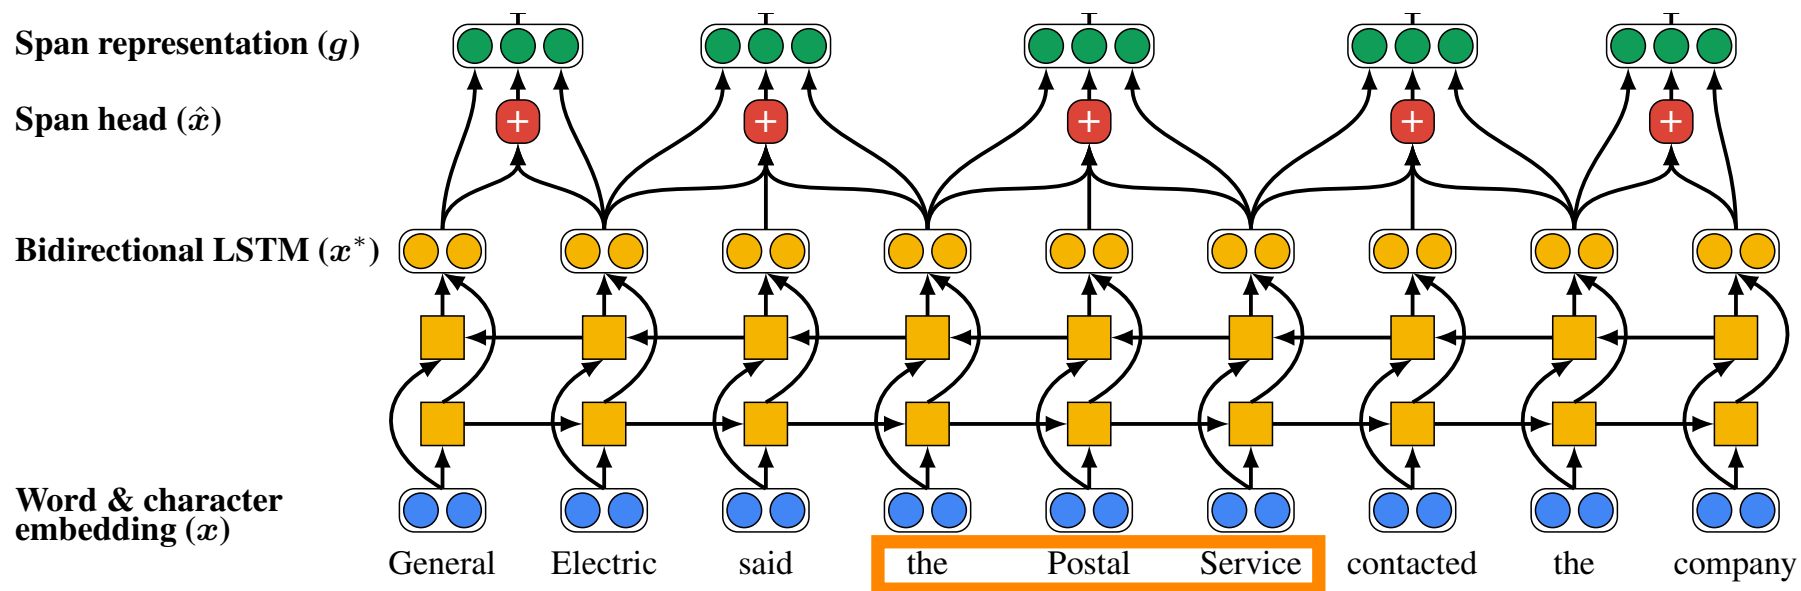 Span representation (g)
Span head (x̂)
+ + + + +
Bidirectional LSTM (x*)
Word & character
embedding (x)
General Electric said the Postal Service contacted the company